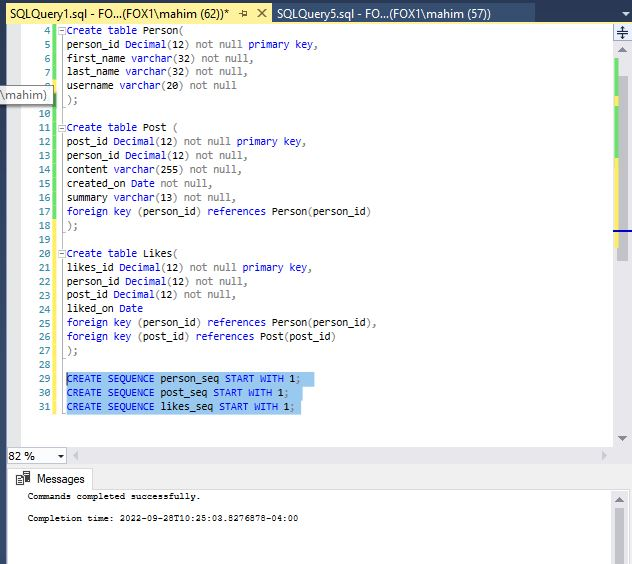 SQLQuery1.sql - FO...(FOX1\mahim (62))*
SQLQuery5.sql - FO...(FOX1\mahim (57))
4 Create table Person(
5 person_id Decimal(12) not null primary key,
6 first_name varchar(32) not null,
7 last_name varchar(32) not null,
username varchar(20) not null
\mahim)
);
10
11 Create table Post (
12 post_id Decimal(12) not null primary key,
13 person_id Decimal(12) not null,
14 content varchar(255) not null,
15 created_on Date not null,
16 summary varchar(13) not null,
17 foreign key (person_id) references Person(person_id)
18 );
19
20 Create table Likes(
21 likes_id Decimal(12) not null primary key,
22 person_id Decimal(12) not null,
23 post_id Decimal(12) not null,
24 liked_on Date
25 foreign key (person_id) references Person(person_id),
26 foreign key (post_id) references Post(post_id)
27 );
28
29 CREATE SEQUENCE person_seq START WITH 1;
30 CREATE SEQUENCE post_seq START WITH 1;
31 CREATE SEQUENCE likes_seq START WITH 1;
82 %
Messages
Commands completed successfully.
Completion time: 2022-09-28T10:25:03.8276878-04:00